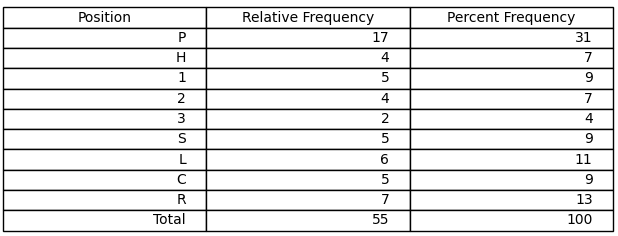 Position Relative Frequency Percent Frequency
P 17 31
H 4 7
1 5 9
2 4 7
3 2 4
S 5 9
L 6 11
C 5 9
R 7 13
Total 55 100